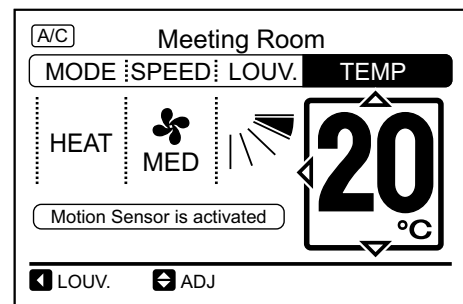 A/C Meeting Room
MODE SPEED LOUV. TEMP
HEAT MED 20 °C
Motion Sensor is activated
LOUV. ADJ